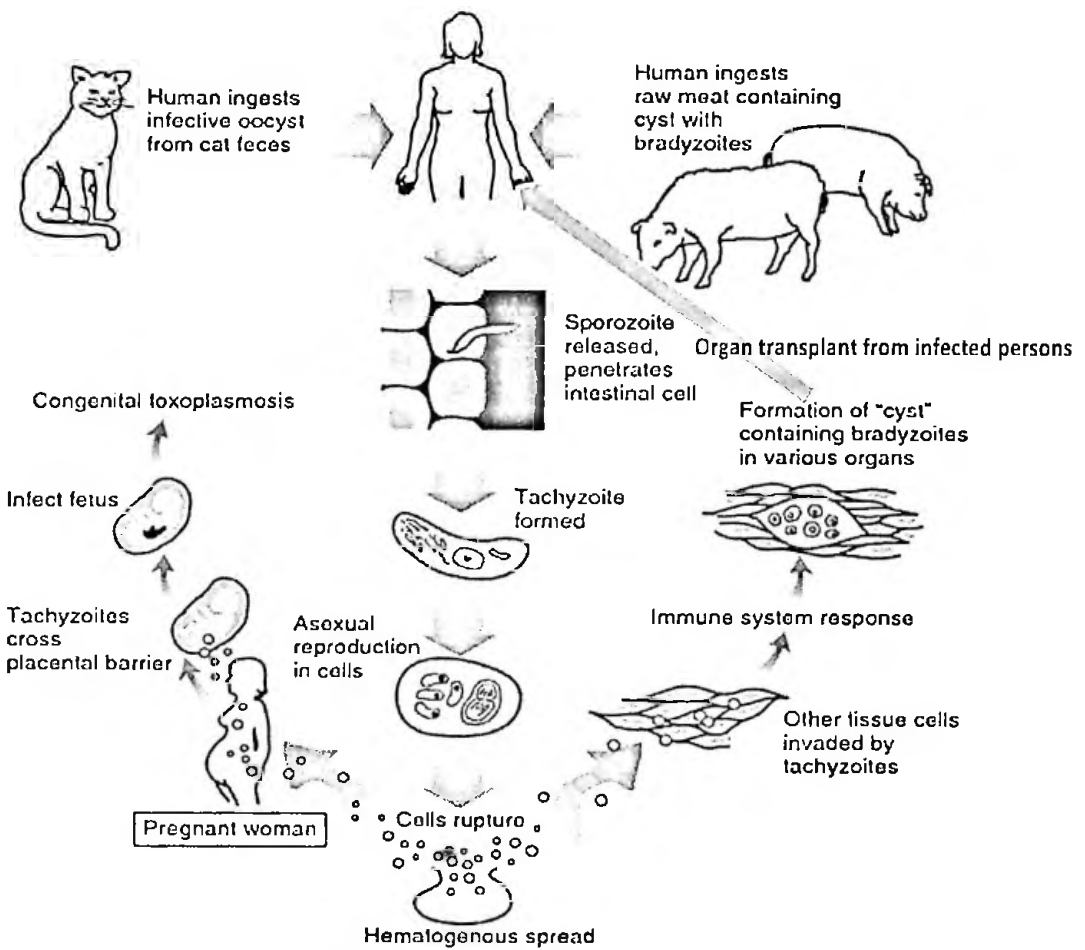 Human ingests
infective oocyst
from cat feces
Human ingests
raw meat containing
cyst with
bradyzoites
Sporozoite
released,
penetrates
intestinal cell
Organ transplant from infected persons
Formation of "cyst"
containing bradyzoites
in various organs
Congenital toxoplasmosis
Infect fetus
Tachyzoite
formed
Tachyzoites
cross
placental barrier
Asexual
reproduction
in cells
Immune system response
Other tissue cells
invaded by
tachyzoites
Pregnant woman
Cells rupture
Hematogenous spread